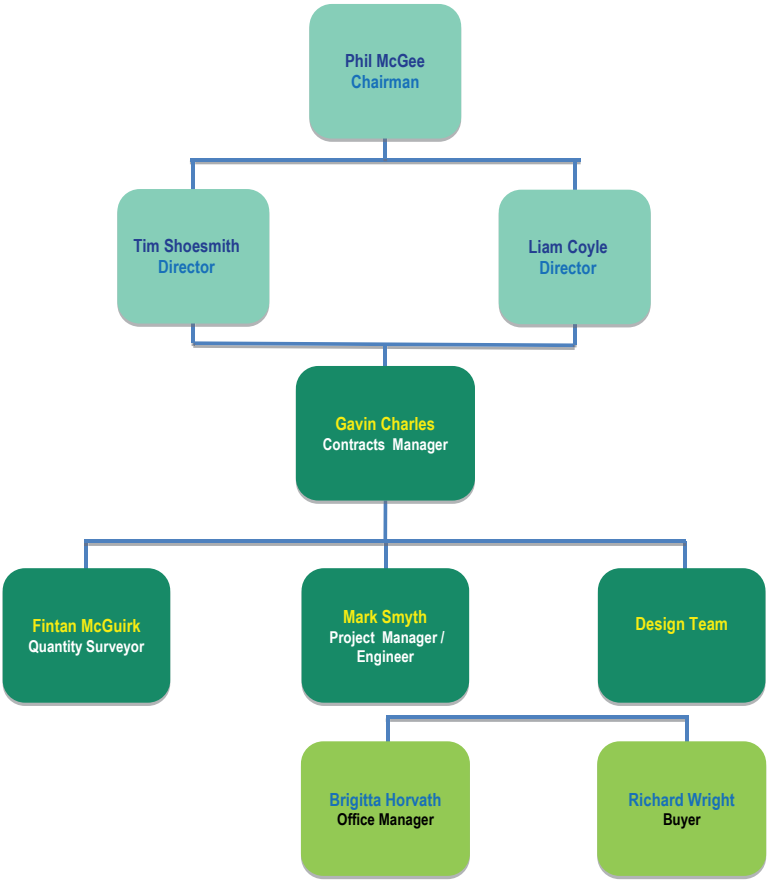 Phil McGee
Chairman
Tim Shoesmith
Director
Liam Coyle
Director
Gavin Charles
Contracts Manager
Fintan McGuirk
Quantity Surveyor
Mark Smyth
Project Manager /
Engineer
Design Team
Brigitta Horvath
Office Manager
Richard Wright
Buyer